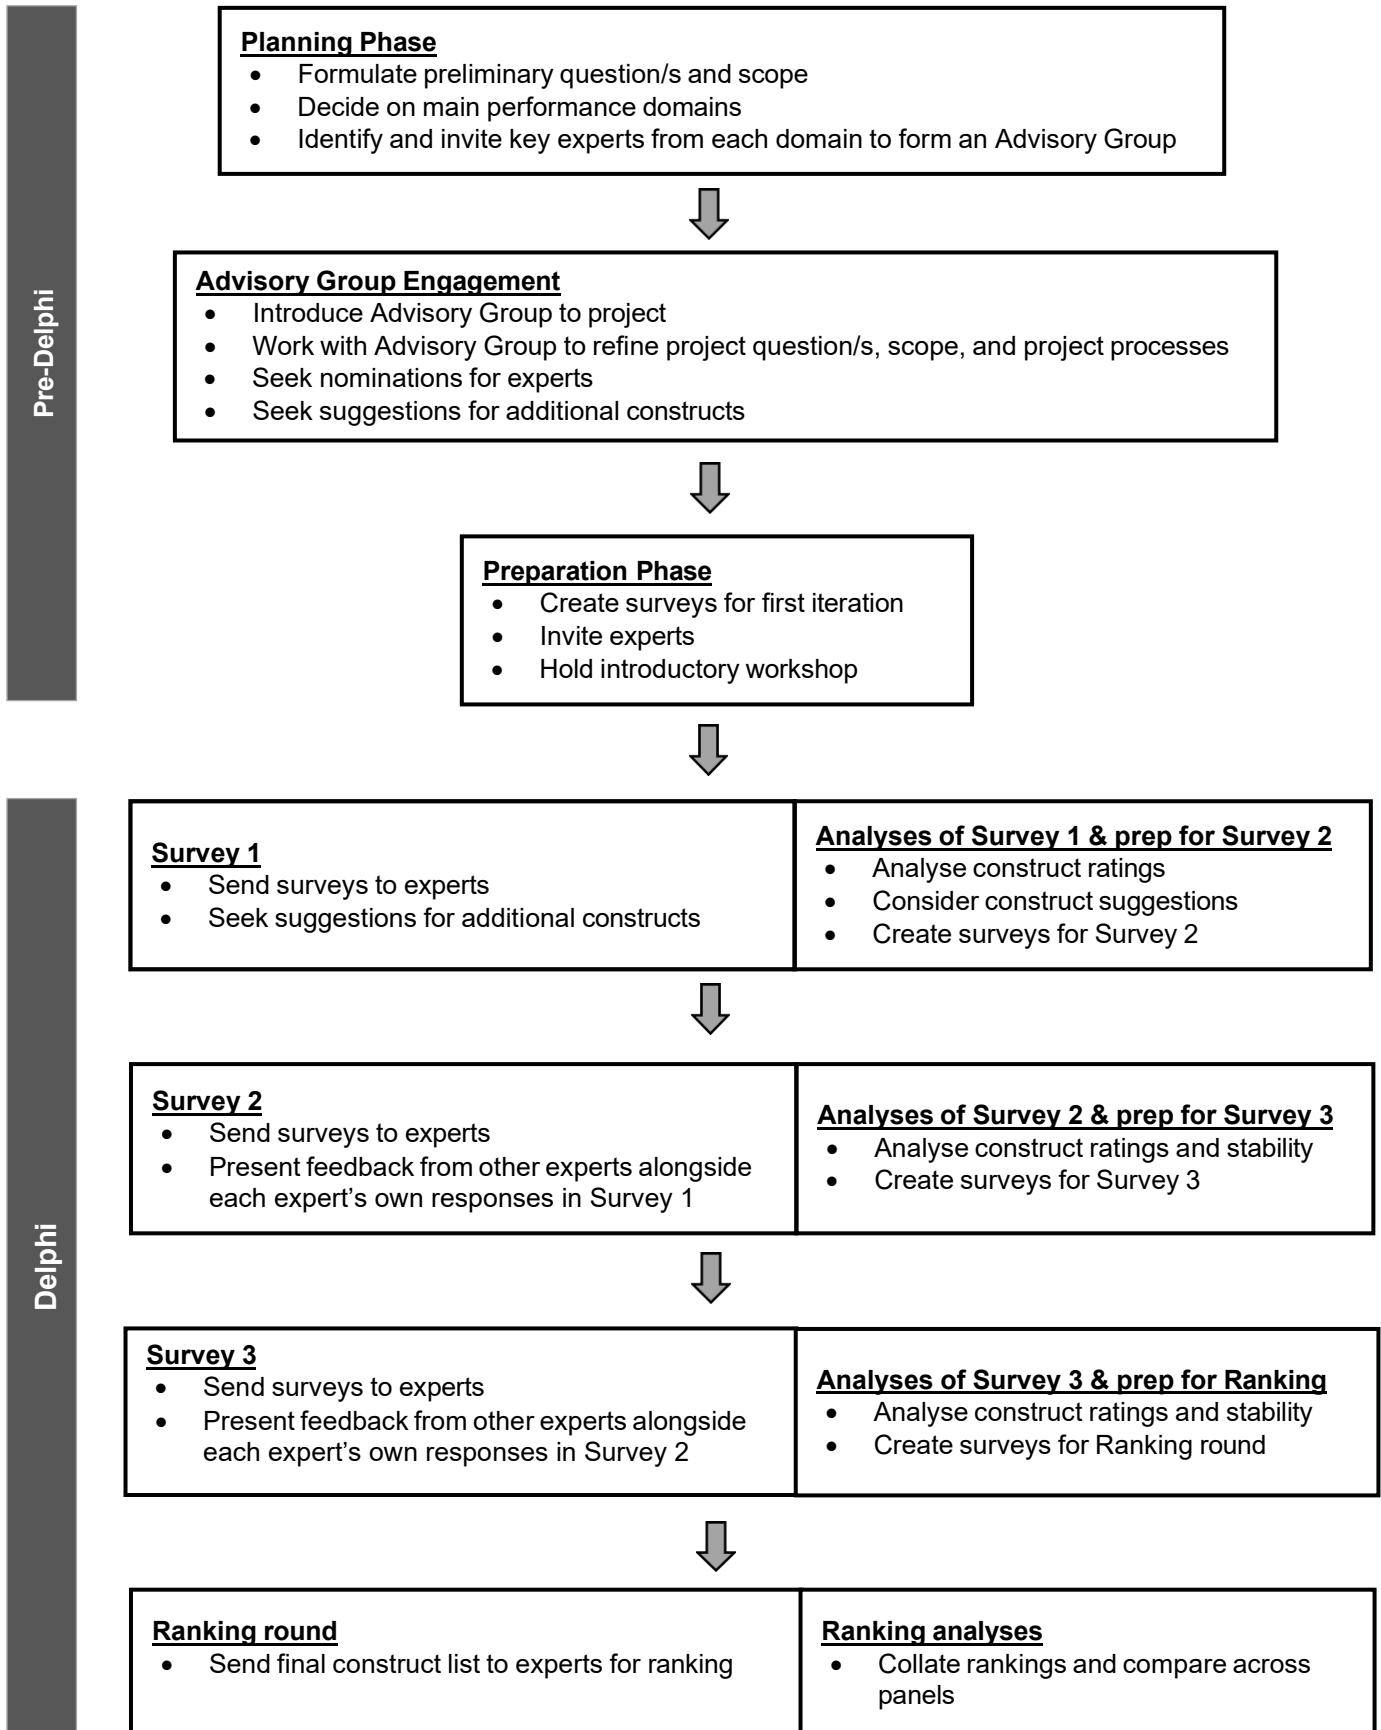 Pre-Delphi
Planning Phase
• Formulate preliminary question/s and scope
• Decide on main performance domains
• Identify and invite key experts from each domain to form an Advisory Group
Advisory Group Engagement
• Introduce Advisory Group to project
• Work with Advisory Group to refine project question/s, scope, and project processes
• Seek nominations for experts
• Seek suggestions for additional constructs
Preparation Phase
• Create surveys for first iteration
• Invite experts
• Hold introductory workshop
Delphi
Survey 1
• Send surveys to experts
• Seek suggestions for additional constructs
Analyses of Survey 1 & prep for Survey 2
• Analyse construct ratings
• Consider construct suggestions
• Create surveys for Survey 2
Survey 2
• Send surveys to experts
• Present feedback from other experts alongside
each expert’s own responses in Survey 1
Analyses of Survey 2 & prep for Survey 3
• Analyse construct ratings and stability
• Create surveys for Survey 3
Survey 3
• Send surveys to experts
• Present feedback from other experts alongside
each expert’s own responses in Survey 2
Analyses of Survey 3 & prep for Ranking
• Analyse construct ratings and stability
• Create surveys for Ranking round
Ranking round
• Send final construct list to experts for ranking
Ranking analyses
• Collate rankings and compare across
panels